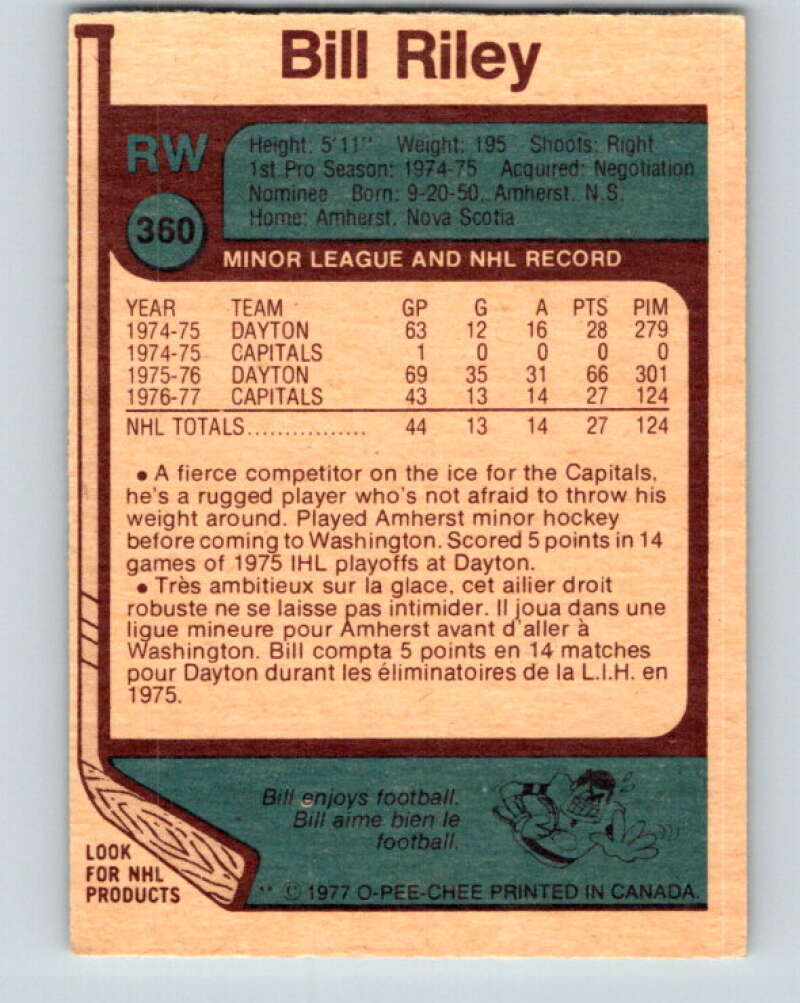 Bill Riley
RW
360
Height: 5'11" Weight: 195 Shoots: Right
1st Pro Season: 1974-75 Acquired: Negotiation
Nominee Born: 9-20-50, Amherst, N.S.
Home: Amherst, Nova Scotia
MINOR LEAGUE AND NHL RECORD
YEAR TEAM GP G A PTS PIM
1974-75 DAYTON 63 12 16 28 279
1974-75 CAPITALS 1 0 0 0 0
1975-76 DAYTON 69 35 31 66 301
1976-77 CAPITALS 43 13 14 27 124
NHL TOTALS................ 44 13 14 27 124
• A fierce competitor on the ice for the Capitals,
he's a rugged player who's not afraid to throw his
weight around. Played Amherst minor hockey
before coming to Washington. Scored 5 points in 14
games of 1975 IHL playoffs at Dayton.
• Très ambitieux sur la glace, cet ailier droit
robuste ne se laisse pas intimider. Il joua dans une
ligue mineure pour Amherst avant d'aller à
Washington. Bill compta 5 points en 14 matches
pour Dayton durant les éliminatoires de la L.I.H. en
1975.
Bill enjoys football.
Bill aime bien le
football.
LOOK
FOR NHL
PRODUCTS
** © 1977 O-PEE-CHEE PRINTED IN CANADA.